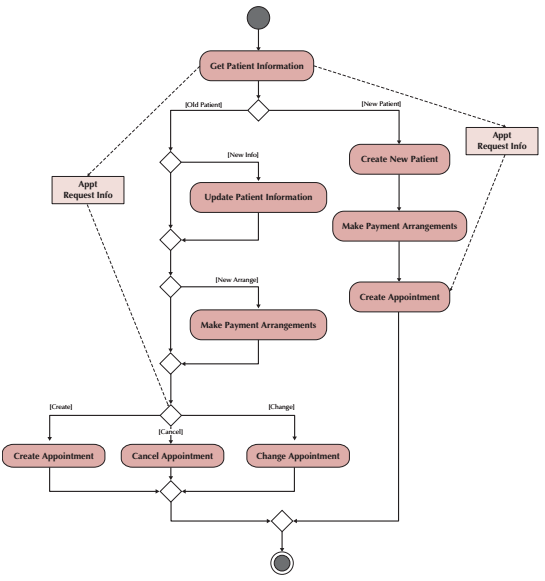 Get Patient Information
[Old Patient]
[New Patient]
Appt
Request Info
[New Info]
Create New Patient
Appt
Request Info
Update Patient Information
Make Payment Arrangements
[New Arrange]
Create Appointment
Make Payment Arrangements
[Create]
[Change]
[Cancel]
Create Appointment
Cancel Appointment
Change Appointment